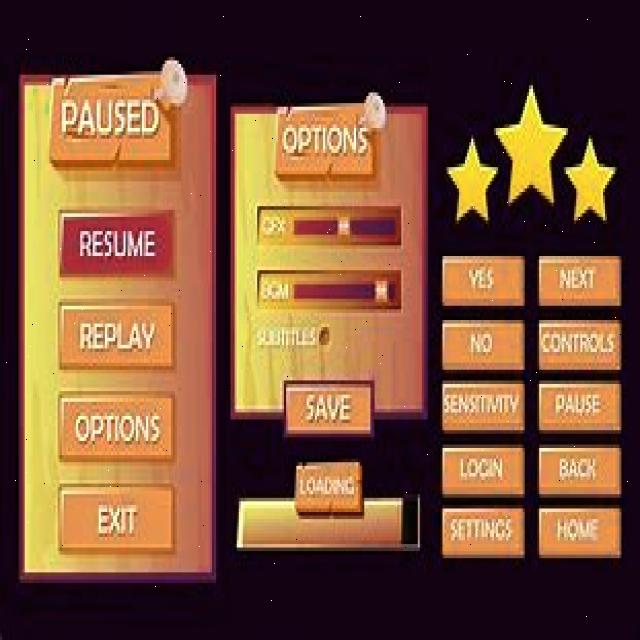 PAUSED
RESUME
REPLAY
OPTIONS
EXIT
OPTIONS
BGM
SUBTITLES
SAVE
LOADING
YES
NEXT
NO
CONTROLS
SENSITIVITY
PAUSE
LOGIN
BACK
SETTINGS
HOME